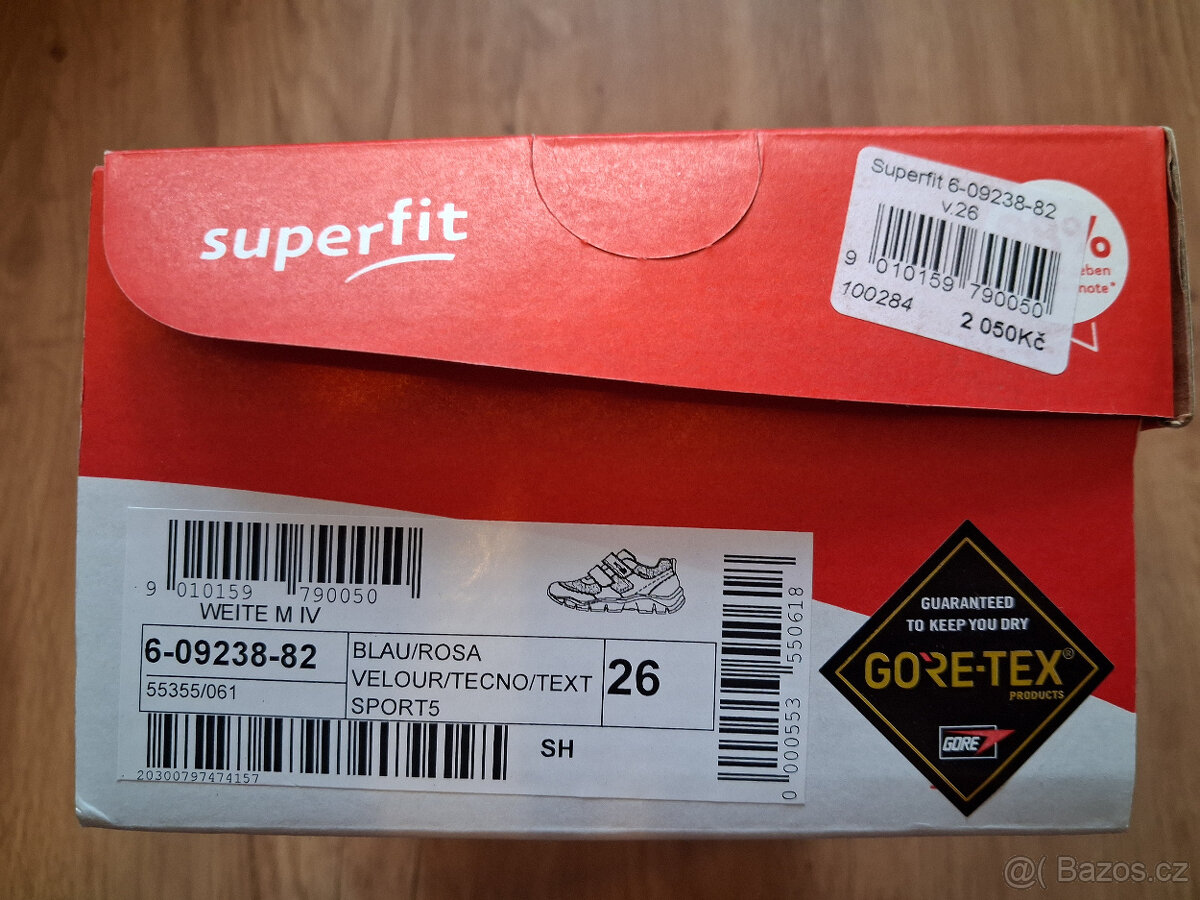 superfit
Superfit 6-09238-82
v.26
9 010159 790050
100284
2 050Kč
%
eben
note*
9 010159 790050
WEITE M IV
6-09238-82
55355/061
BLAU/ROSA
VELOUR/TECNO/TEXT
SPORT5
26
20300797474157
SH
0 000553 550618
GUARANTEED
TO KEEP YOU DRY
GORE-TEX®
PRODUCTS
GORE
@( Bazos.cz